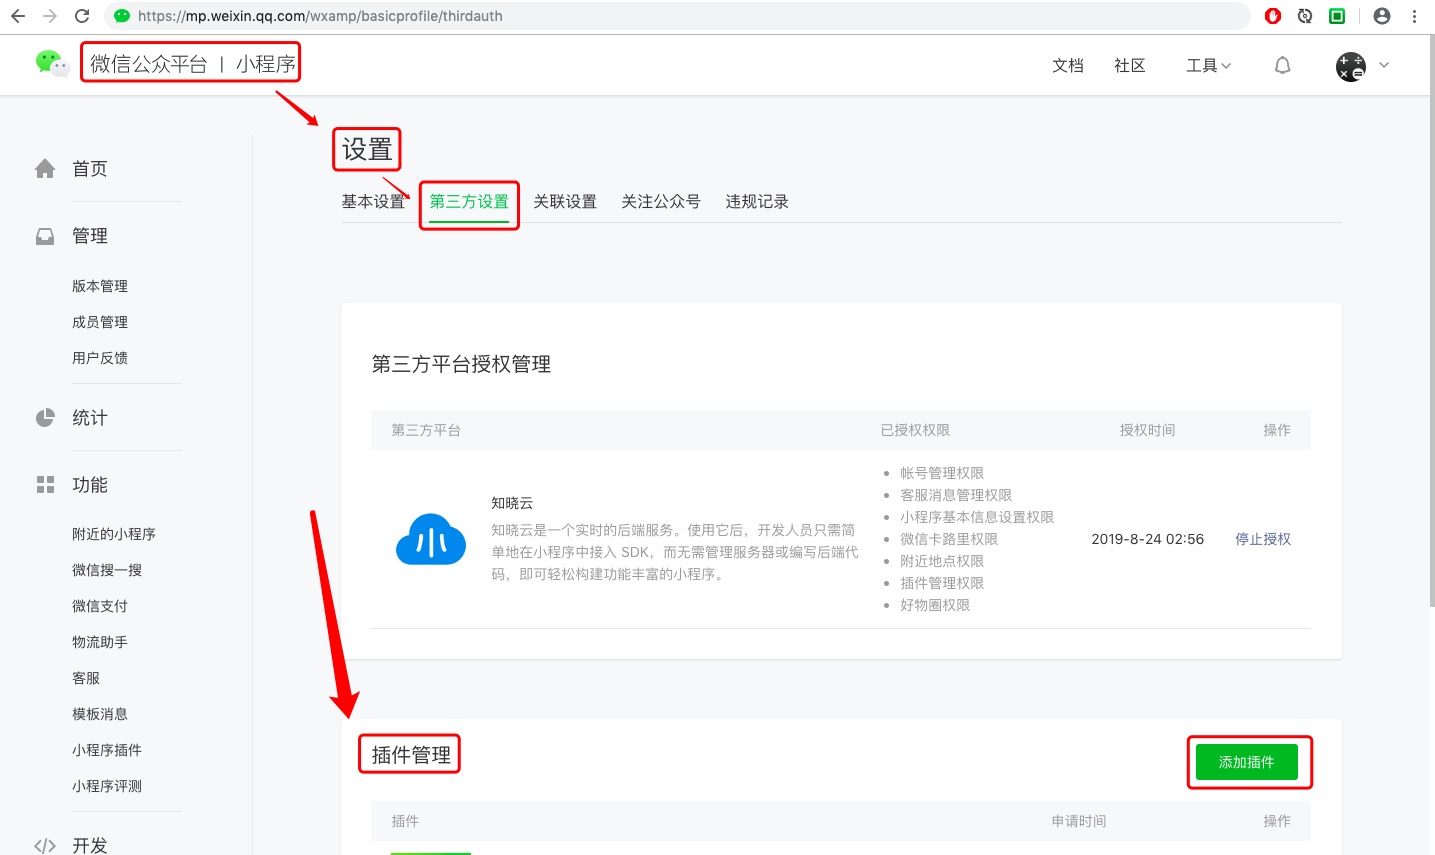 https://mp.weixin.qq.com/wxamp/basicprofile/thirdauth
微信公众平台 | 小程序
文档
社区
工具
首页
管理
版本管理
成员管理
用户反馈
统计
功能
附近的小程序
微信搜一搜
微信支付
物流助手
客服
模板消息
小程序插件
小程序评测
开发
设置
基本设置
第三方设置
关联设置
关注公众号
违规记录
第三方平台授权管理
第三方平台
已授权权限
授权时间
操作
小
知晓云
知晓云是一个实时的后端服务。使用它后，开发人员只需简
单地在小程序中接入 SDK，而无需管理服务器或编写后端代
码，即可轻松构建功能丰富的小程序。
帐号管理权限
客服消息管理权限
小程序基本信息设置权限
微信卡路里权限
附近地点权限
插件管理权限
好物圈权限
2019-8-24 02:56
停止授权
插件管理
添加插件
插件
申请时间
操作